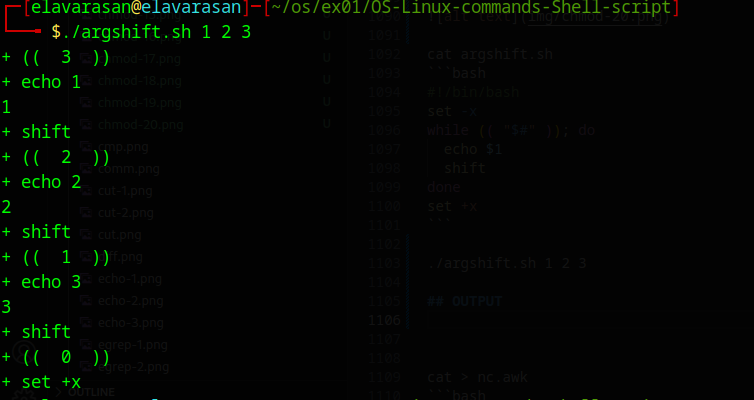 ┌─[elavarasan@elavarasan]─[~/os/ex01/OS-Linux-commands-Shell-script]
└──╼ $./argshift.sh 1 2 3
+ ((  3  ))
+ echo 1
1
+ shift
+ ((  2  ))
+ echo 2
2
+ shift
+ ((  1  ))
+ echo 3
3
+ shift
+ ((  0  ))
+ set +x
chmod-17.png U
chmod-18.png U
chmod-19.png U
chmod-20.png U
cmp.png
comm.png
cut-1.png
cut-2.png
cut.png
echo-1.png
echo-2.png
echo-3.png
egrep-1.png
egrep-2.png
OUTLINE
1091
1092 cat argshift.sh
1093 ```bash
1094 #!/bin/bash
1095 set -x
1096 while (( "$#" )); do
1097 echo $1
1098 shift
1099 done
1100 set +x
1101 ```
1102
1103 ./argshift.sh 1 2 3
1104
1105 ## OUTPUT
1106
1107
1108
1109 cat > nc.awk
1110 ```bash